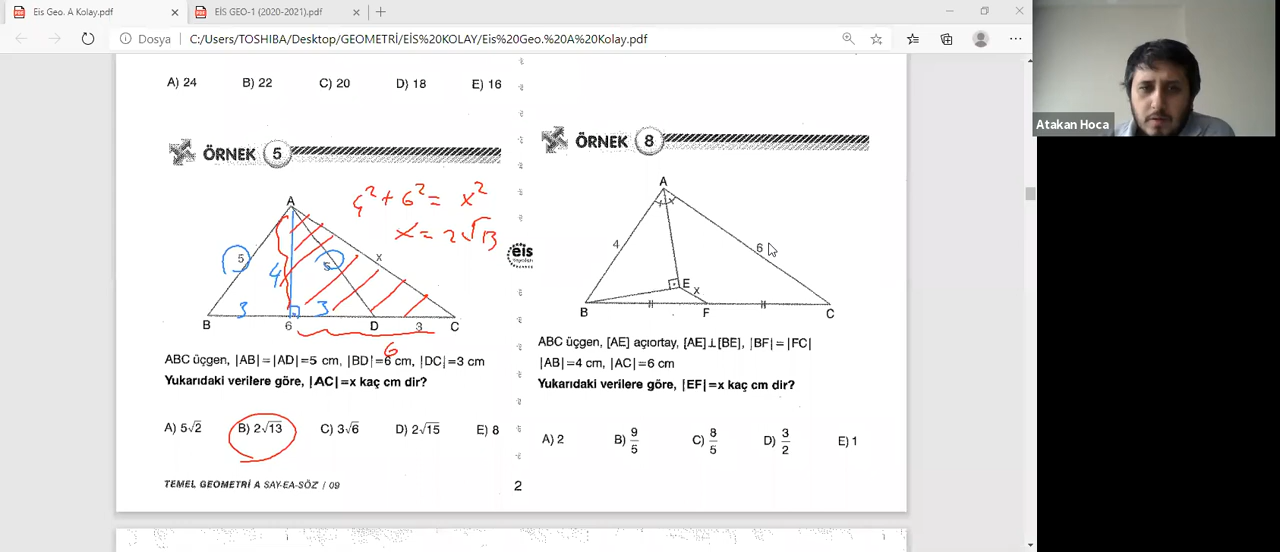 Eis Geo. A Kolay.pdf
EİS GEO-1 (2020-2021).pdf
Dosya
C:/Users/TOSHIBA/Desktop/GEOMETRİ/EİS%20KOLAY/Eis%20Geo.%20A%20Kolay.pdf
Atakan Hoca
A) 24 B) 22 C) 20 D) 18 E) 16
ÖRNEK 5
4² + 6² = x²
x = 2√13
A
5
4
5
x
3
3
B
6
D
3
C
6
ABC üçgen, |AB|=|AD|=5 cm, |BD|=6 cm, |DC|=3 cm
Yukarıdaki verilere göre, |AC|=x kaç cm dir?
A) 5√2 B) 2√13 C) 3√6 D) 2√15 E) 8
TEMEL GEOMETRİ A SAY-EA-SÖZ / 09
2
eis
ÖRNEK 8
A
x x
4
6
E
x
B
F
C
ABC üçgen, [AE] açıortay, [AE]⊥[BE], |BF|=|FC|
|AB|=4 cm, |AC|=6 cm
Yukarıdaki verilere göre, |EF|=x kaç cm dir?
A) 2 B) 9/5 C) 8/5 D) 3/2 E) 1